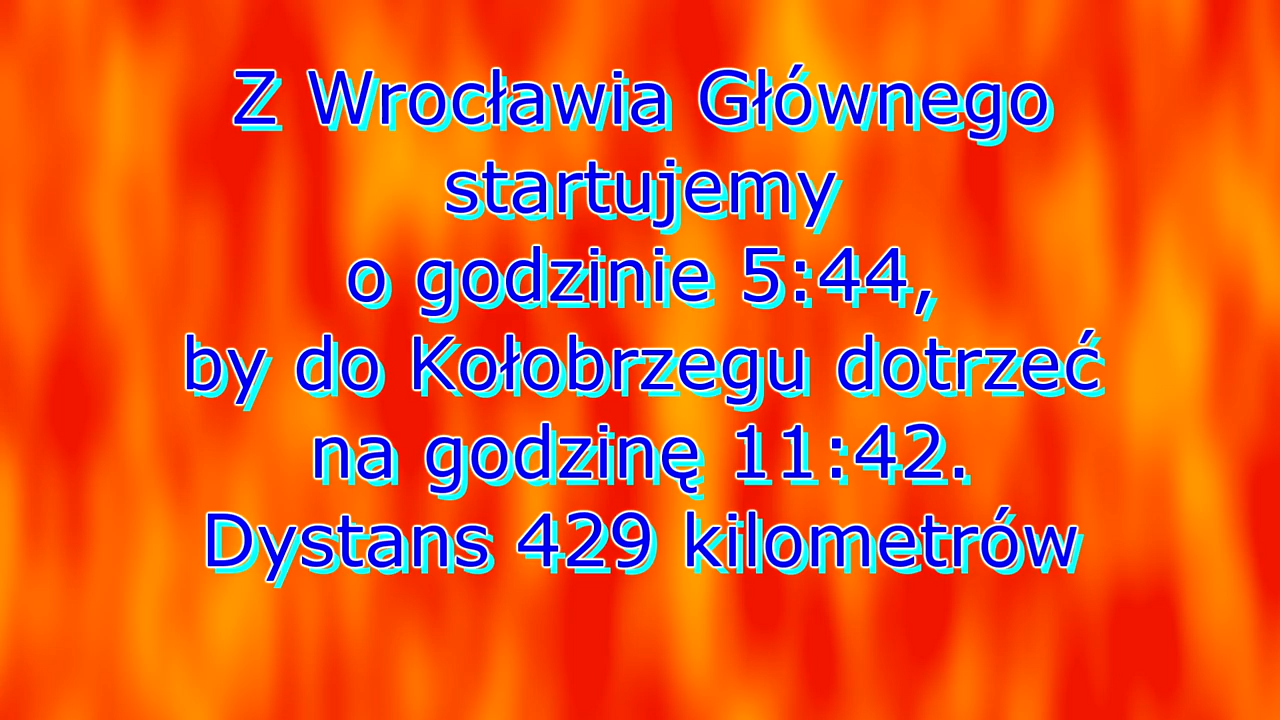 Z Wrocławia Głównego
startujemy
o godzinie 5:44,
by do Kołobrzegu dotrzeć
na godzinę 11:42.
Dystans 429 kilometrów